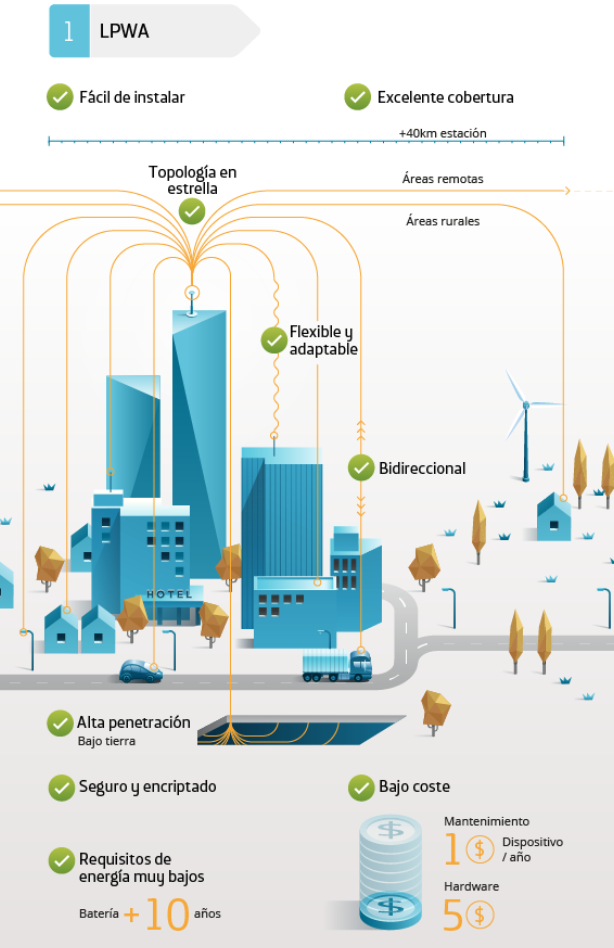 1 LPWA
Fácil de instalar
Excelente cobertura
+40km estación
Topología en
estrella
Áreas remotas
Áreas rurales
Flexible y
adaptable
Bidireccional
HOTEL
Alta penetración
Bajo tierra
Seguro y encriptado
Bajo coste
Mantenimiento
1 $ Dispositivo
/ año
Requisitos de
energía muy bajos
Hardware
5 $
Batería +10 años